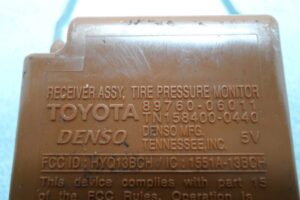 RECEIVER ASSY, TIRE PRESSURE MONITOR
TOYOTA 89760-06011
TN158400-0440
DENSO DENSO MFG. 5V
TENNESSEE, INC.
FCC ID: HYQ13BCH / IC: 1551A-13BCH
This device complies with part 15
of the FCC Rules. Operation is